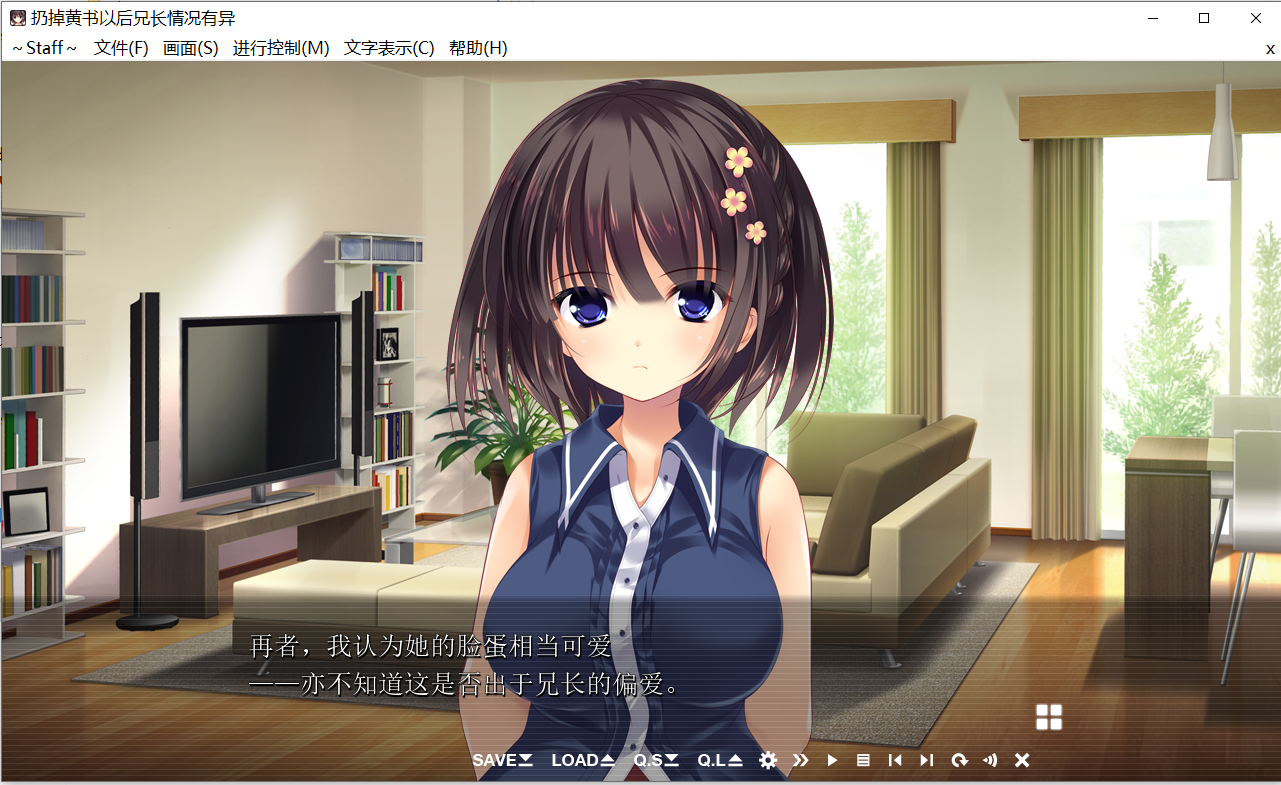 扔掉黄书以后兄长情况有异
~Staff~ 文件(F) 画面(S) 进行控制(M) 文字表示(C) 帮助(H) x
再者，我认为她的脸蛋相当可爱
——亦不知道这是否出于兄长的偏爱。
SAVE LOAD Q.S Q.L